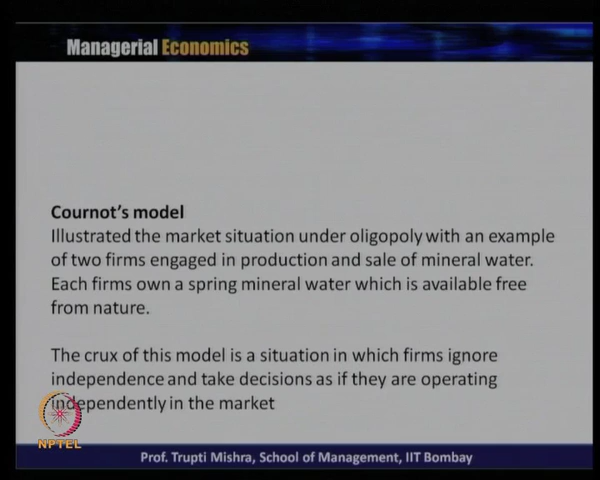 Managerial Economics
Cournot's model
Illustrated the market situation under oligopoly with an example
of two firms engaged in production and sale of mineral water.
Each firms own a spring mineral water which is available free
from nature.
The crux of this model is a situation in which firms ignore
independence and take decisions as if they are operating
independently in the market
NPTEL
Prof. Trupti Mishra, School of Management, IIT Bombay